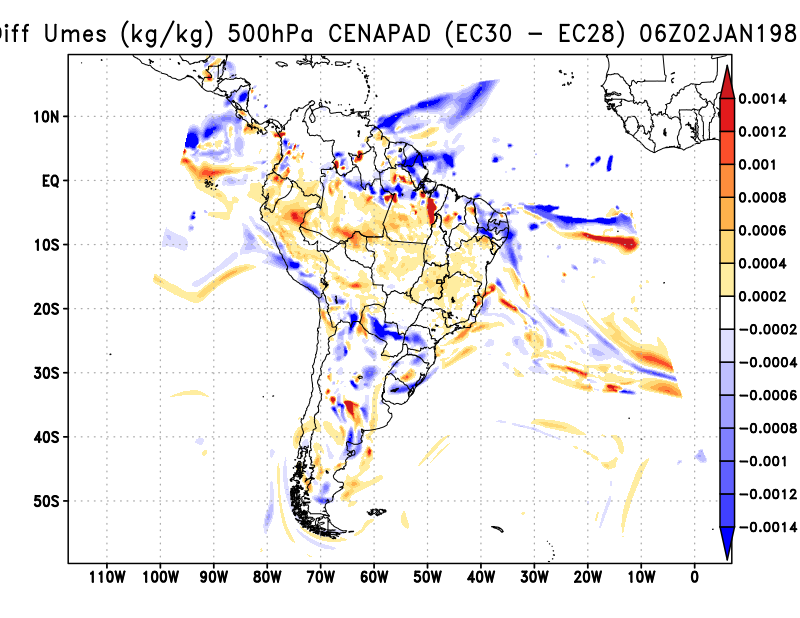 Diff Umes (kg/kg) 500hPa CENAPAD (EC30 − EC28) 06Z02JAN198
10N
EQ
10S
20S
30S
40S
50S
110W 100W 90W 80W 70W 60W 50W 40W 30W 20W 10W 0
0.0014
0.0012
0.001
0.0008
0.0006
0.0004
0.0002
−0.0002
−0.0004
−0.0006
−0.0008
−0.001
−0.0012
−0.0014